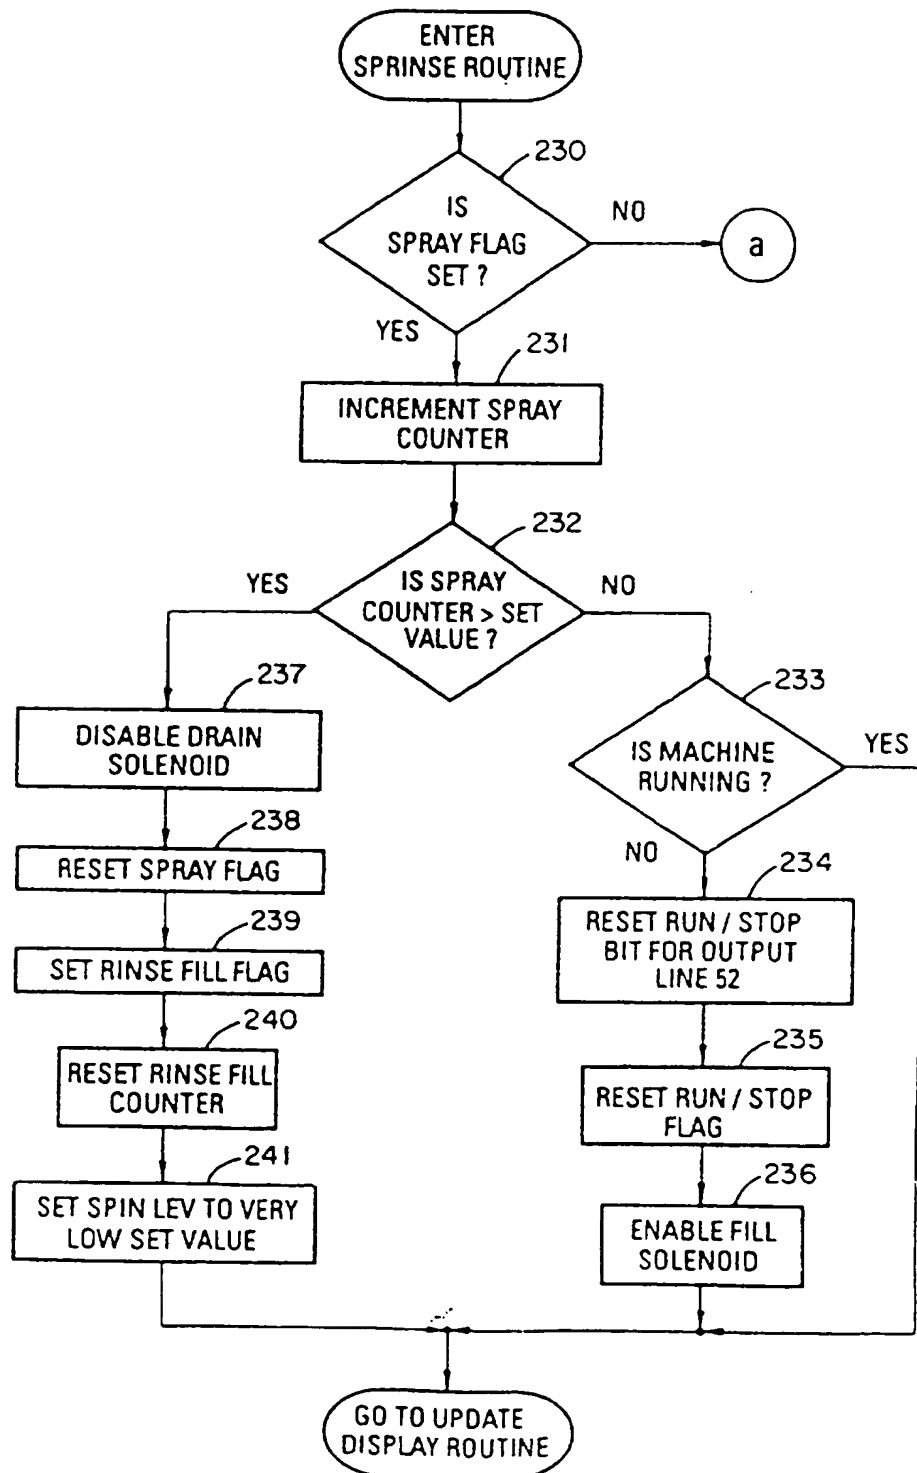 ENTER
SPRINSE ROUTINE
230
IS
SPRAY FLAG
SET ?
NO
a
YES
231
INCREMENT SPRAY
COUNTER
232
YES
IS SPRAY
COUNTER > SET
VALUE ?
NO
237
DISABLE DRAIN
SOLENOID
238
RESET SPRAY FLAG
239
SET RINSE FILL FLAG
240
RESET RINSE FILL
COUNTER
241
SET SPIN LEV TO VERY
LOW SET VALUE
233
IS MACHINE
RUNNING ?
YES
NO
234
RESET RUN / STOP
BIT FOR OUTPUT
LINE 52
235
RESET RUN / STOP
FLAG
236
ENABLE FILL
SOLENOID
GO TO UPDATE
DISPLAY ROUTINE